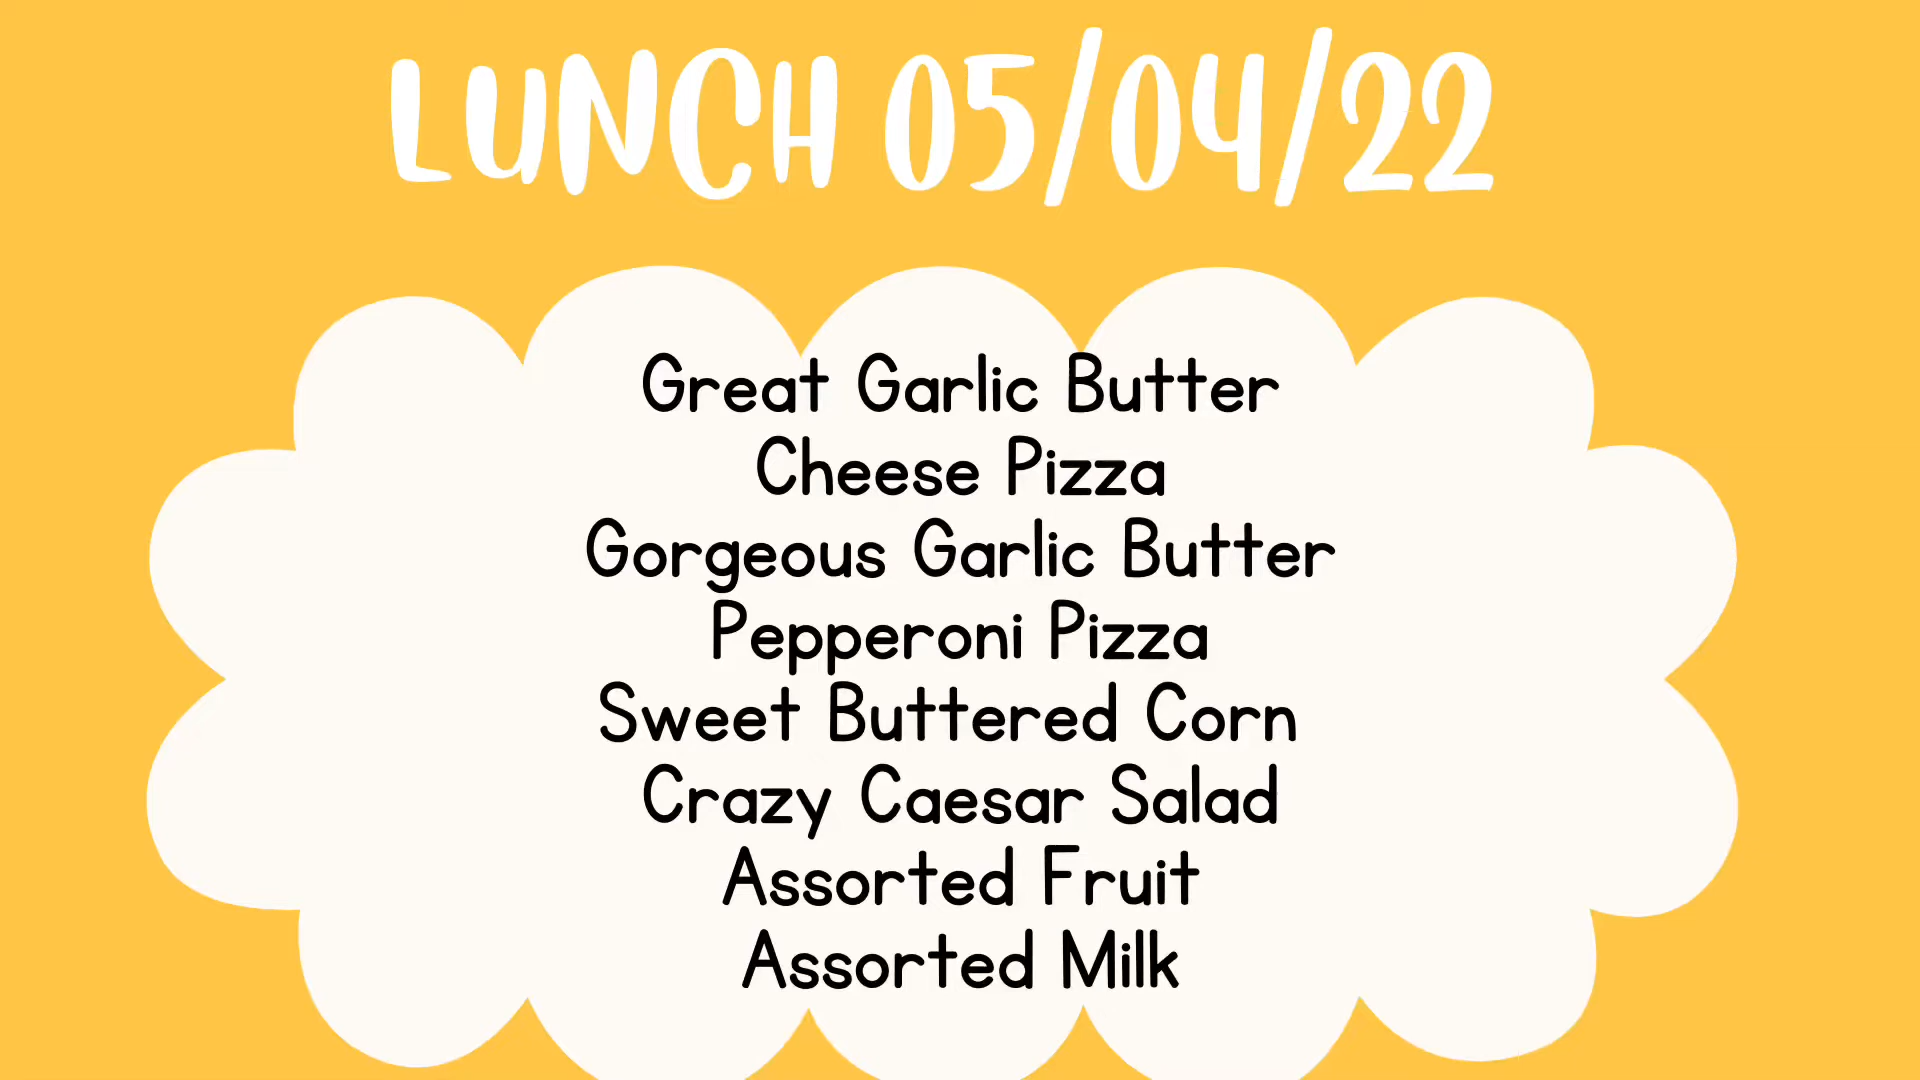 LUNCH 05/04/22
Great Garlic Butter
Cheese Pizza
Gorgeous Garlic Butter
Pepperoni Pizza
Sweet Buttered Corn
Crazy Caesar Salad
Assorted Fruit
Assorted Milk